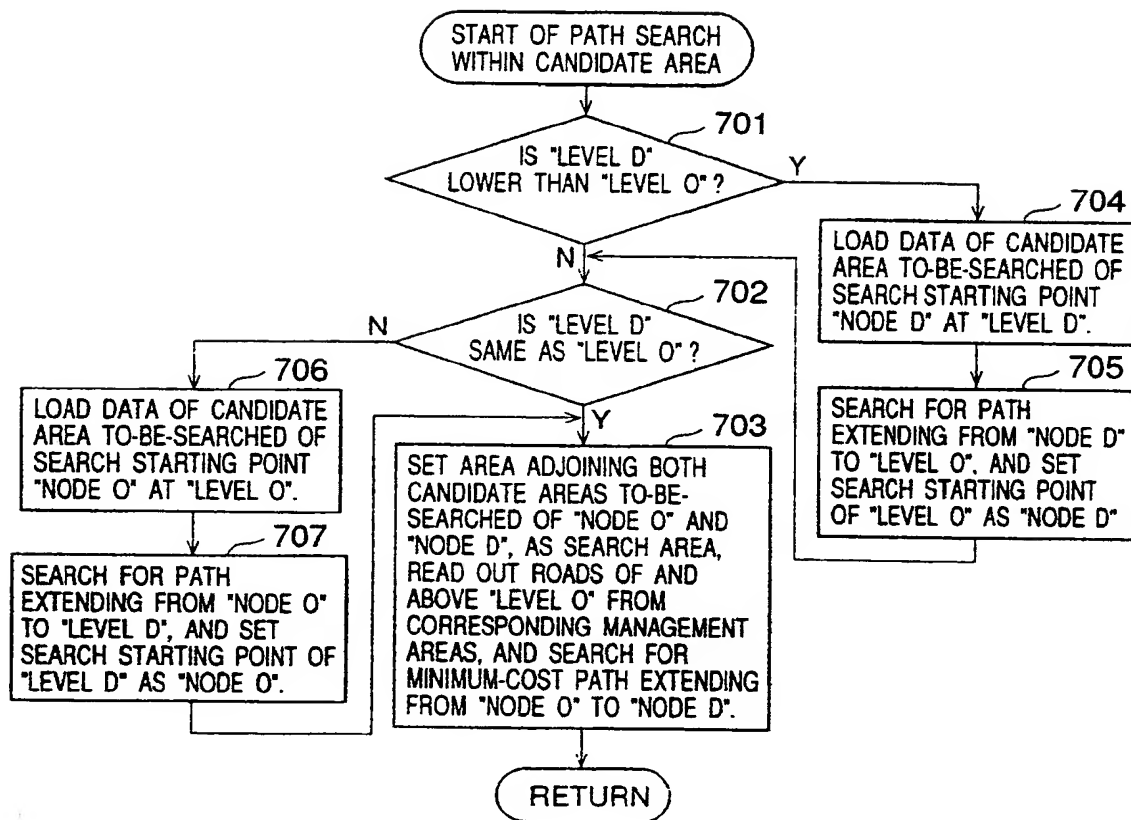 START OF PATH SEARCH
WITHIN CANDIDATE AREA
701
IS "LEVEL D"
LOWER THAN "LEVEL O" ?
Y
N
704
LOAD DATA OF CANDIDATE
AREA TO-BE-SEARCHED OF
SEARCH STARTING POINT
"NODE D" AT "LEVEL D".
705
SEARCH FOR PATH
EXTENDING FROM "NODE D"
TO "LEVEL O", AND SET
SEARCH STARTING POINT
OF "LEVEL O" AS "NODE D"
702
IS "LEVEL D"
SAME AS "LEVEL O" ?
N
Y
706
LOAD DATA OF CANDIDATE
AREA TO-BE-SEARCHED OF
SEARCH STARTING POINT
"NODE O" AT "LEVEL O".
707
SEARCH FOR PATH
EXTENDING FROM "NODE O"
TO "LEVEL D", AND SET
SEARCH STARTING POINT OF
"LEVEL D" AS "NODE O".
703
SET AREA ADJOINING BOTH
CANDIDATE AREAS TO-BE-
SEARCHED OF "NODE O" AND
"NODE D", AS SEARCH AREA,
READ OUT ROADS OF AND
ABOVE "LEVEL O" FROM
CORRESPONDING MANAGEMENT
AREAS, AND SEARCH FOR
MINIMUM-COST PATH EXTENDING
FROM "NODE O" TO "NODE D".
RETURN